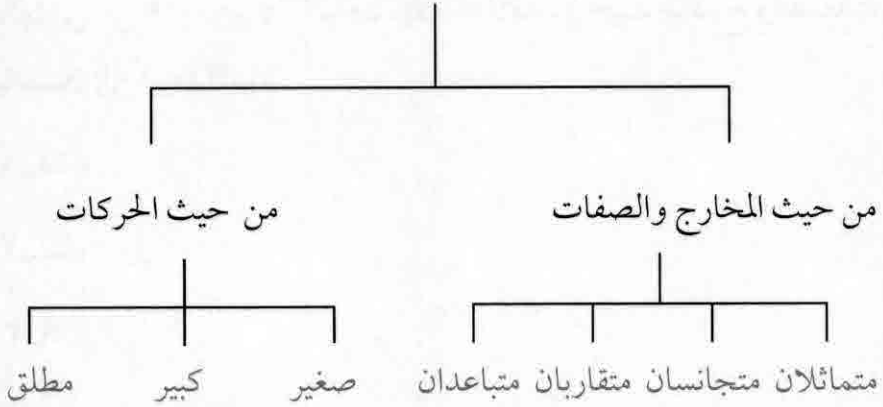 من حيث المخارج والصفات من حيث الحركات
متماثلان متجانسان متقاربان متباعدان صغير كبير مطلق